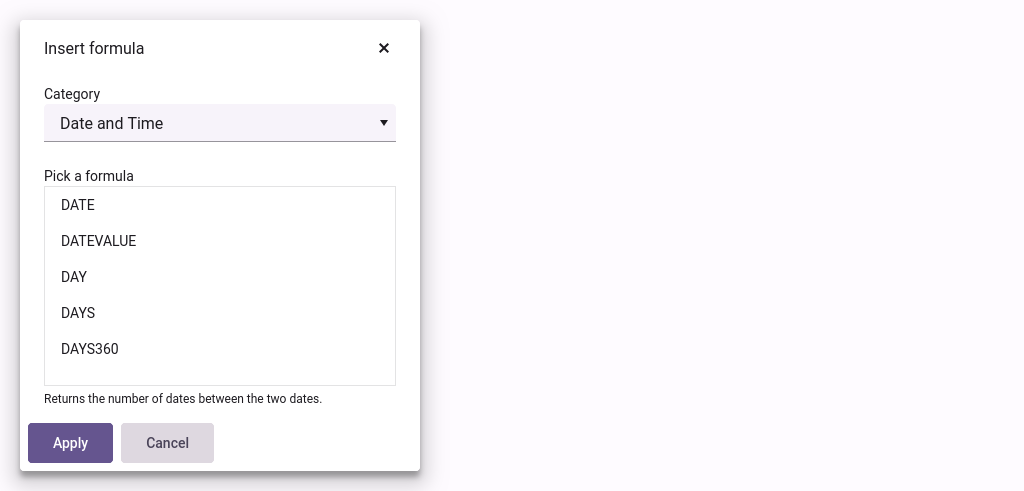 Insert formula
Category
Date and Time
Pick a formula
DATE
DATEVALUE
DAY
DAYS
DAYS360
Returns the number of dates between the two dates.
Apply
Cancel